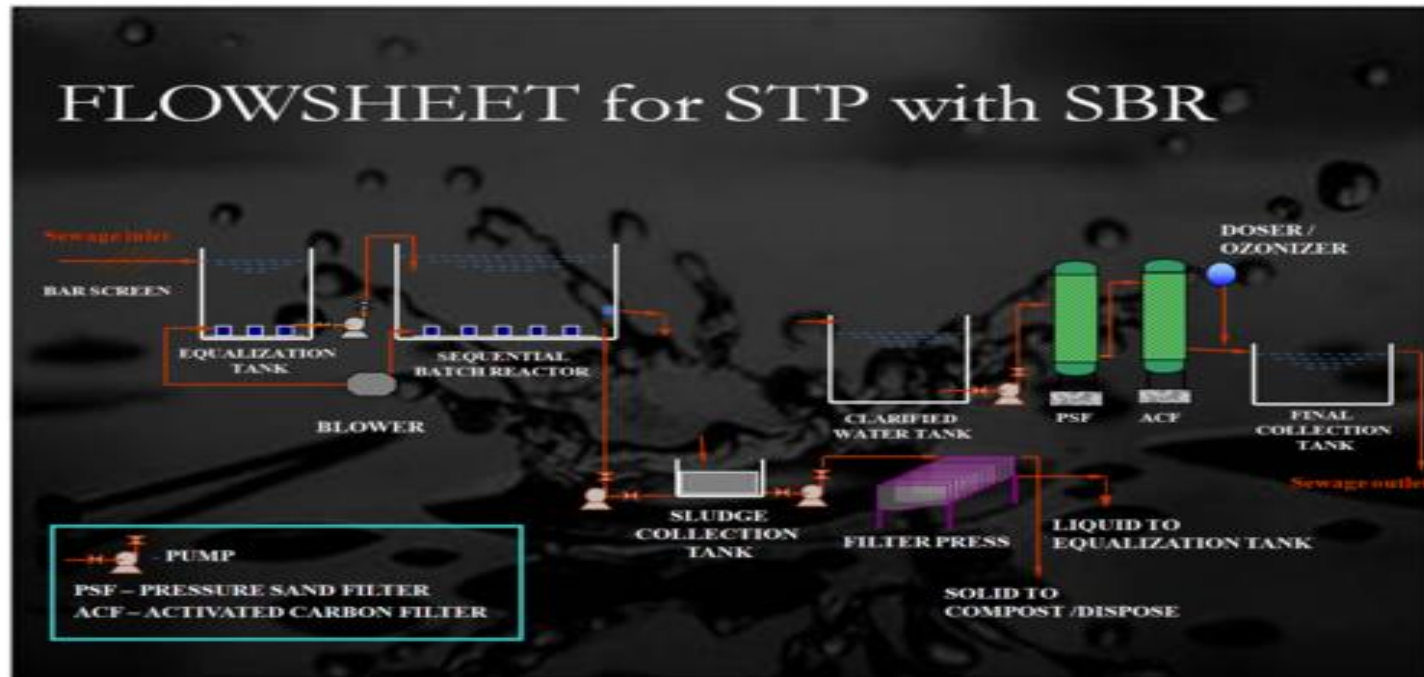 FLOWSHEET for STP with SBR
Sewage inlet
BAR SCREEN
EQUALIZATION
TANK
SEQUENTIAL
BATCH REACTOR
BLOWER
DOSER /
OZONIZER
CLARIFIED
WATER TANK
PSF
ACF
FINAL
COLLECTION
TANK
Sewage outlet
SLUDGE
COLLECTION
TANK
FILTER PRESS
LIQUID TO
EQUALIZATION TANK
SOLID TO
COMPOST /DISPOSE
- PUMP
PSF – PRESSURE SAND FILTER
ACF – ACTIVATED CARBON FILTER